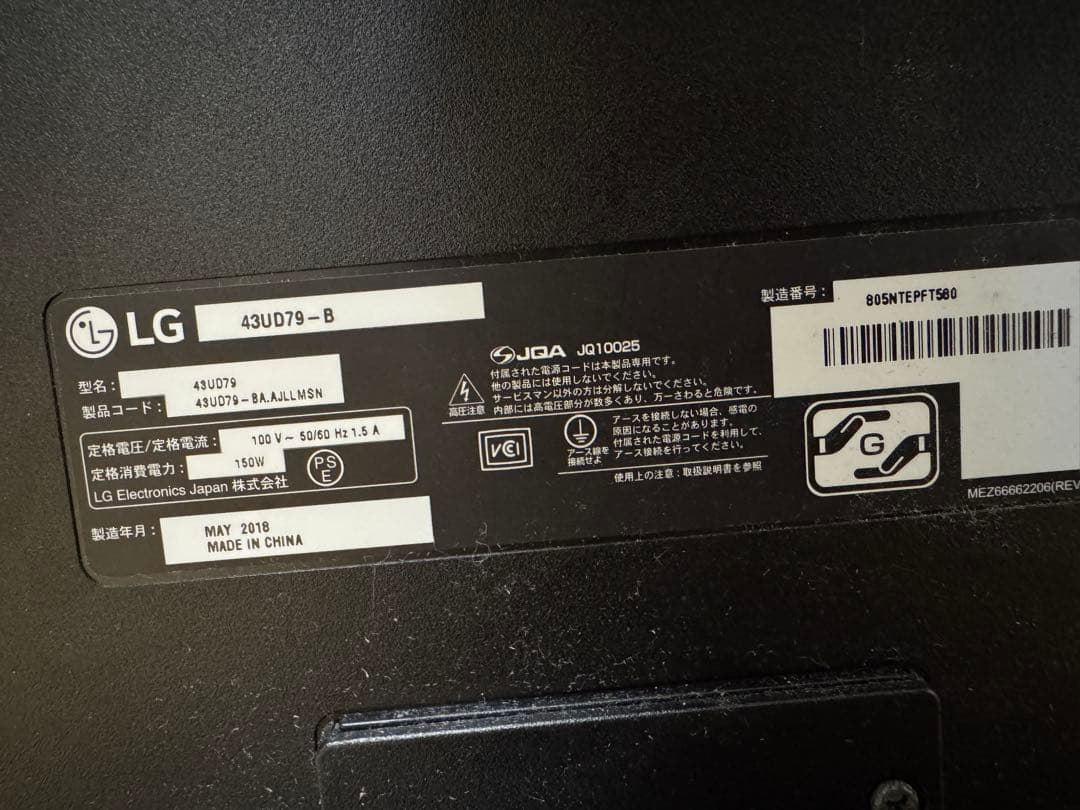 LG 43UD79-B
型名: 43UD79
製品コード: 43UD79-BA.AJLLMSN
定格電圧/定格電流: 100 V~ 50/60 Hz 1.5 A
定格消費電力: 150W
PS
E
LG Electronics Japan 株式会社
製造年月: MAY 2018
MADE IN CHINA
JQA JQ10025
高圧注意
付属された電源コードは本製品専用です。
他の製品には使用しないでください。
サービスマン以外の方は分解しないでください。
内部には高電圧部分が数多くあり、万一さわると危険です。
VCI
アース線を
接続せよ
アースを接続しない場合、感電の
原因になることがあります。
付属された電源コードを利用して、
アース接続を行ってください。
使用上の注意:取扱説明書を参照
製造番号: 805NTEPFT560
G
MEZ66662206(REV